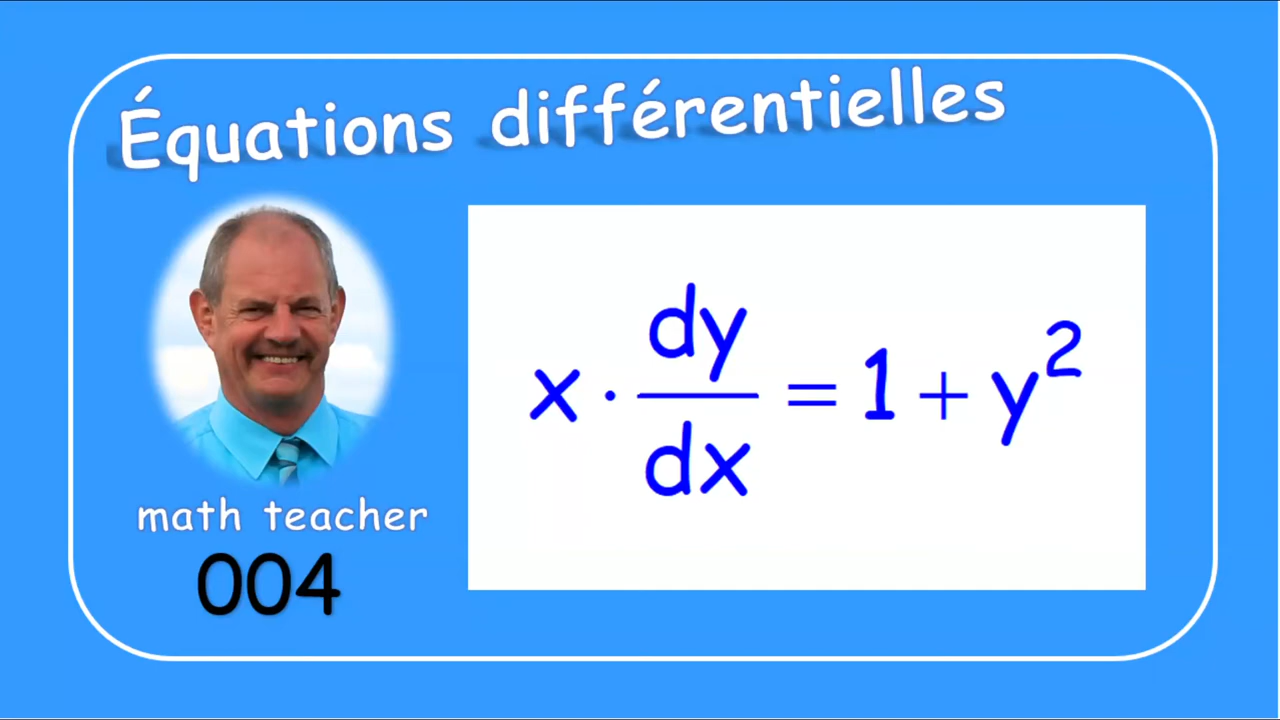 Équations différentielles
x · dy/dx = 1 + y²
math teacher
004